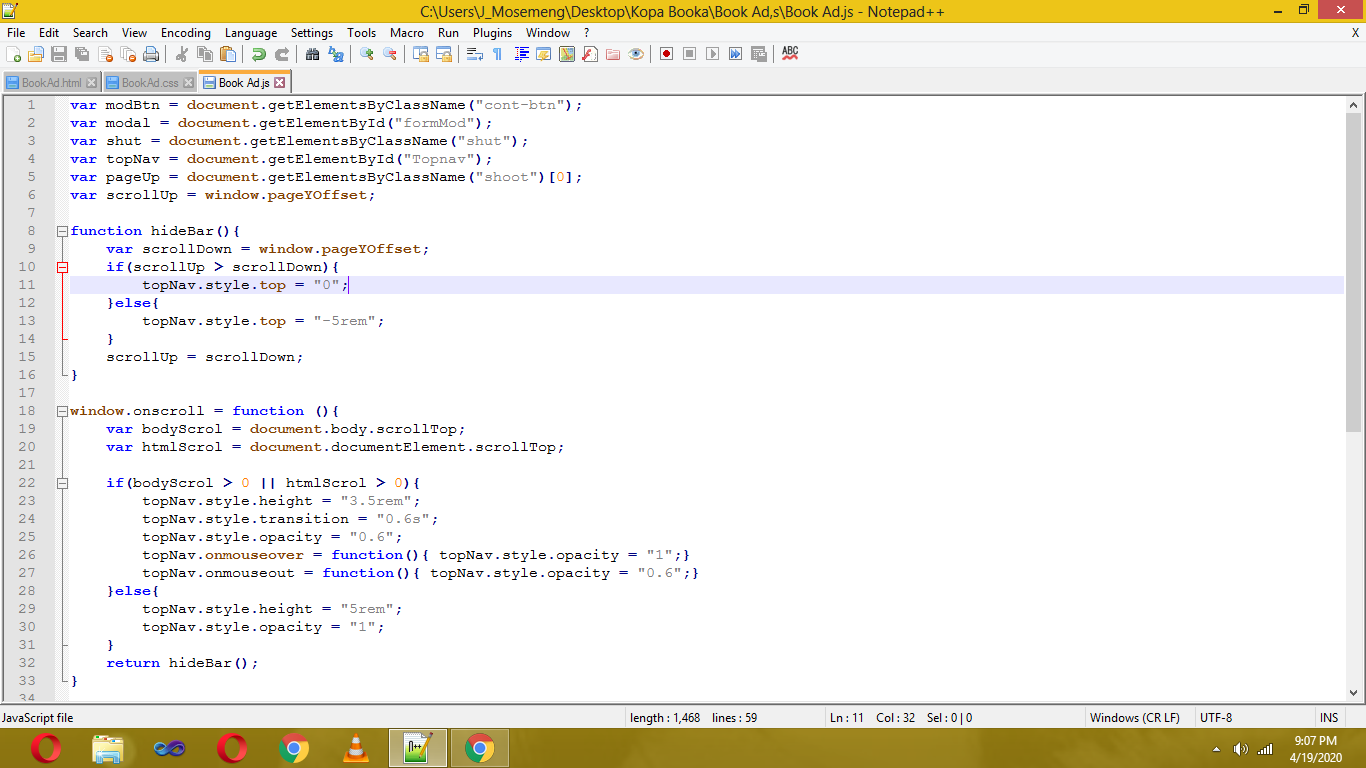 C:\Users\J_Mosemeng\Desktop\Kopa Booka\Book Ad,s\Book Ad.js - Notepad++
File Edit Search View Encoding Language Settings Tools Macro Run Plugins Window ? X
ABC
BookAd.html BookAd.css Book Ad.js
1 var modBtn = document.getElementsByClassName("cont-btn");
2 var modal = document.getElementById("formMod");
3 var shut = document.getElementsByClassName("shut");
4 var topNav = document.getElementById("Topnav");
5 var pageUp = document.getElementsByClassName("shoot")[0];
6 var scrollUp = window.pageYOffset;
7
8 function hideBar(){
9 var scrollDown = window.pageYOffset;
10 if(scrollUp > scrollDown){
11 topNav.style.top = "0";
12 }else{
13 topNav.style.top = "-5rem";
14 }
15 scrollUp = scrollDown;
16 }
17
18 window.onscroll = function (){
19 var bodyScrol = document.body.scrollTop;
20 var htmlScrol = document.documentElement.scrollTop;
21
22 if(bodyScrol > 0 || htmlScrol > 0){
23 topNav.style.height = "3.5rem";
24 topNav.style.transition = "0.6s";
25 topNav.style.opacity = "0.6";
26 topNav.onmouseover = function(){ topNav.style.opacity = "1";}
27 topNav.onmouseout = function(){ topNav.style.opacity = "0.6";}
28 }else{
29 topNav.style.height = "5rem";
30 topNav.style.opacity = "1";
31 }
32 return hideBar();
33 }
34
JavaScript file length : 1,468 lines : 59 Ln : 11 Col : 32 Sel : 0 | 0 Windows (CR LF) UTF-8 INS
9:07 PM
4/19/2020